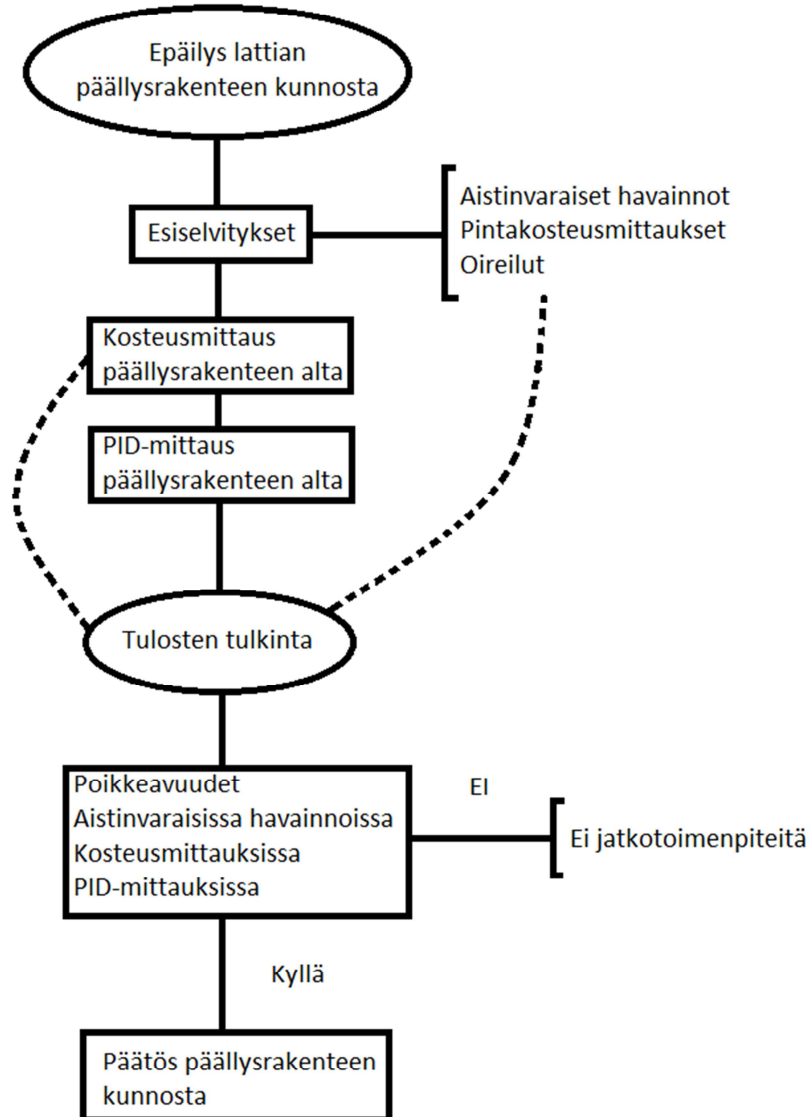 Epäilys lattian
päällysrakenteen kunnosta
Esiselvitykset
Aistinvaraiset havainnot
Pintakosteusmittaukset
Oireilut
Kosteusmittaus
päällysrakenteen alta
PID-mittaus
päällysrakenteen alta
Tulosten tulkinta
Poikkeavuudet
Aistinvaraisissa havainnoissa
Kosteusmittauksissa
PID-mittauksissa
EI
Ei jatkotoimenpiteitä
Kyllä
Päätös päällysrakenteen
kunnosta